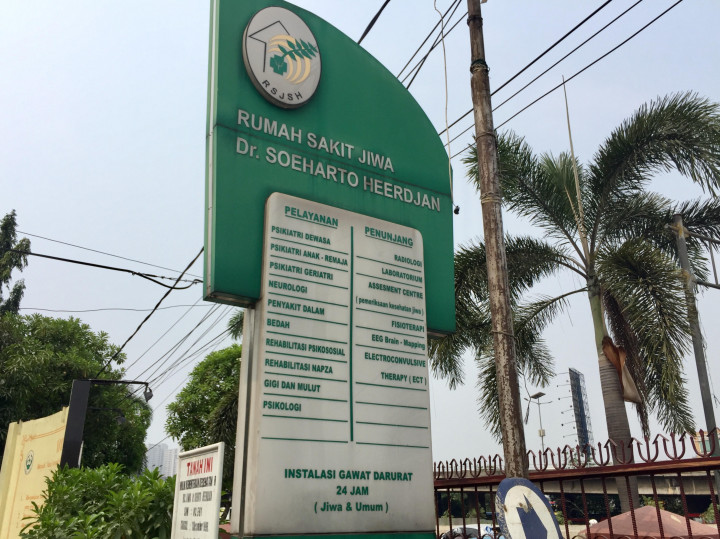 RSJSH
RUMAH SAKIT JIWA
Dr. SOEHARTO HEERDJAN
PELAYANAN
PSIKIATRI DEWASA
PSIKIATRI ANAK - REMAJA
PSIKIATRI GERIATRI
NEUROLOGI
PENYAKIT DALAM
BEDAH
REHABILITASI PSIKOSOSIAL
REHABILITASI NAPZA
GIGI DAN MULUT
PSIKOLOGI
PENUNJANG
RADIOLOGI
LABORATORIUM
ASSESMENT CENTRE
( pemeriksaan kesehatan jiwa )
FISIOTERAPI
EEG Brain - Mapping
ELECTROCONVULSIVE
THERAPY ( ECT )
INSTALASI GAWAT DARURAT
24 JAM
( Jiwa & Umum )
TANAH INI